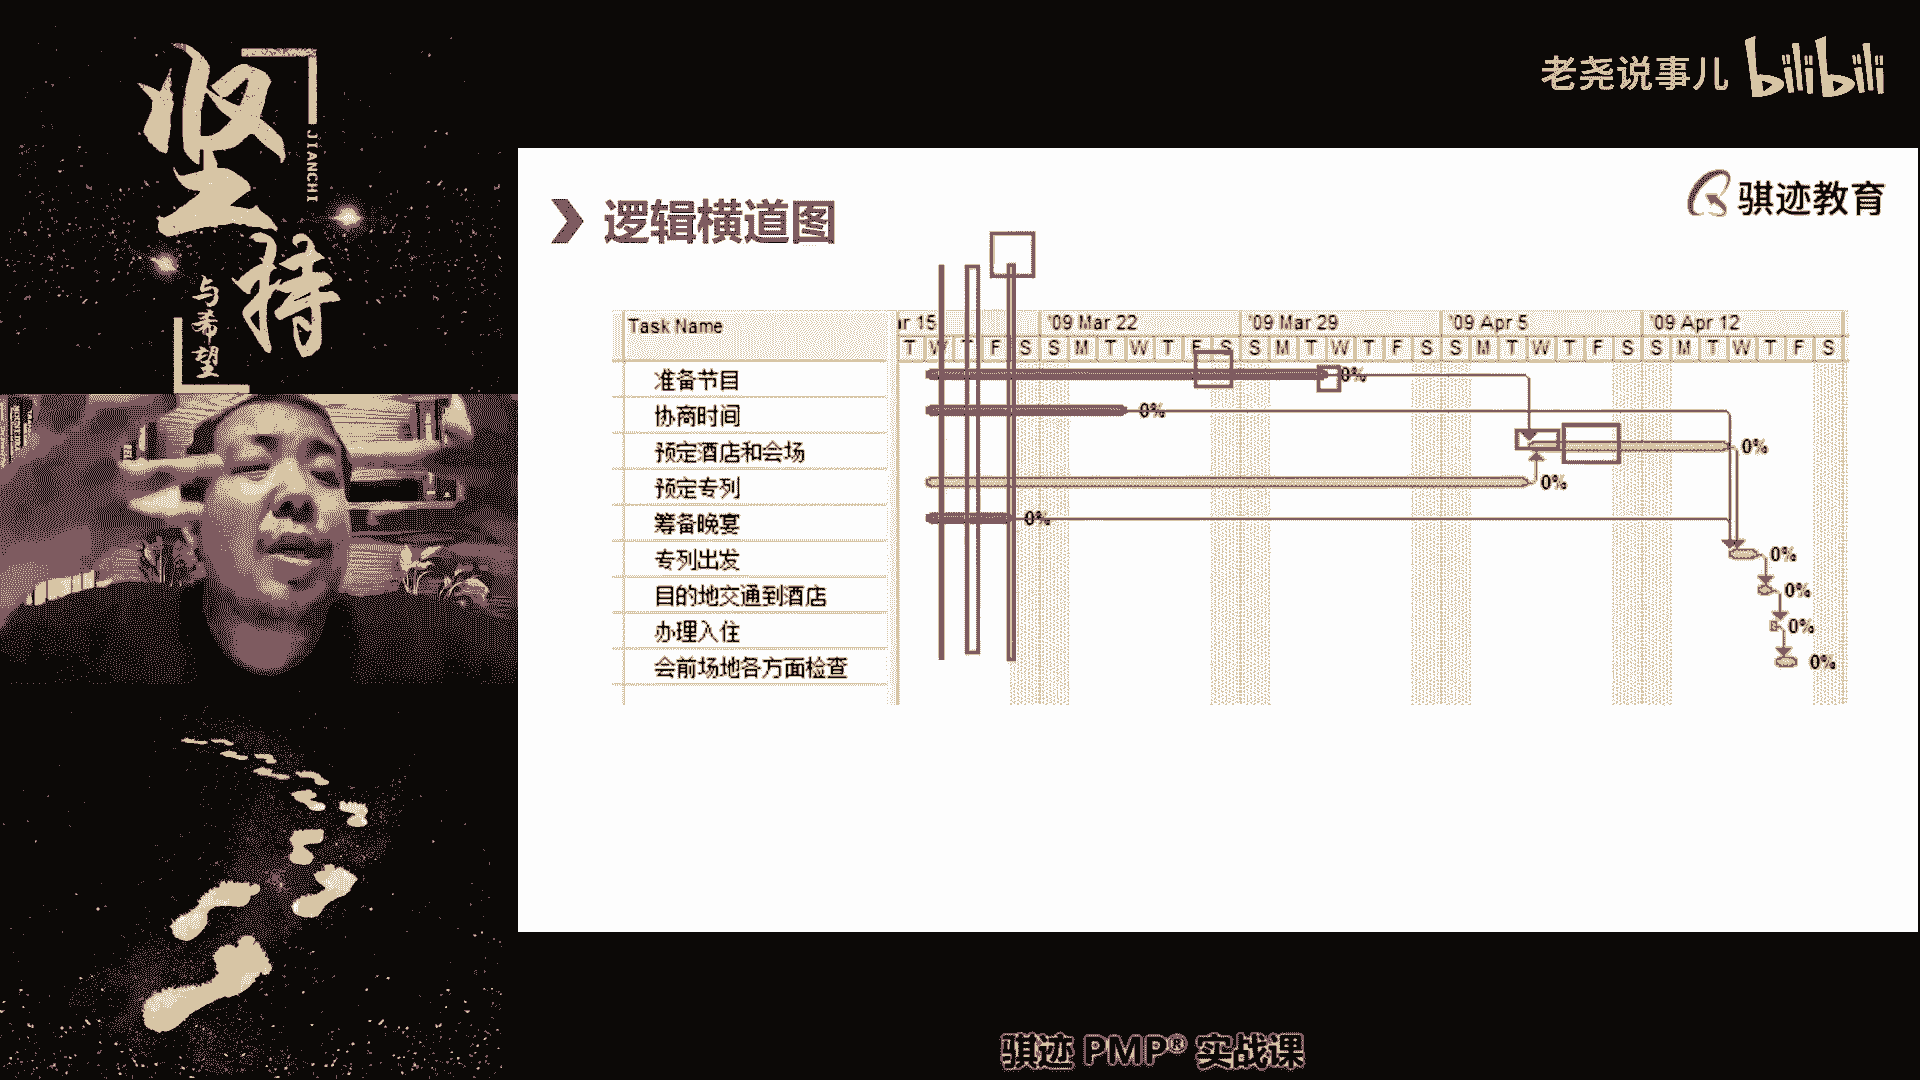 坚持
JIANCHI
与希望
老尧说事儿 bilibili
骐迹教育
逻辑横道图
Task Name
ar 15 '09 Mar 22 '09 Mar 29 '09 Apr 5 '09 Apr 12
T W T F S S M T W T F S S M T W T F S S M T W T F S S M T W T F S
准备节目 0%
协商时间 0%
预定酒店和会场 0%
预定专列 0%
筹备晚宴 0%
专列出发 0%
目的地交通到酒店 0%
办理入住 0%
会前场地各方面检查 0%
骐迹 PMP® 实战课